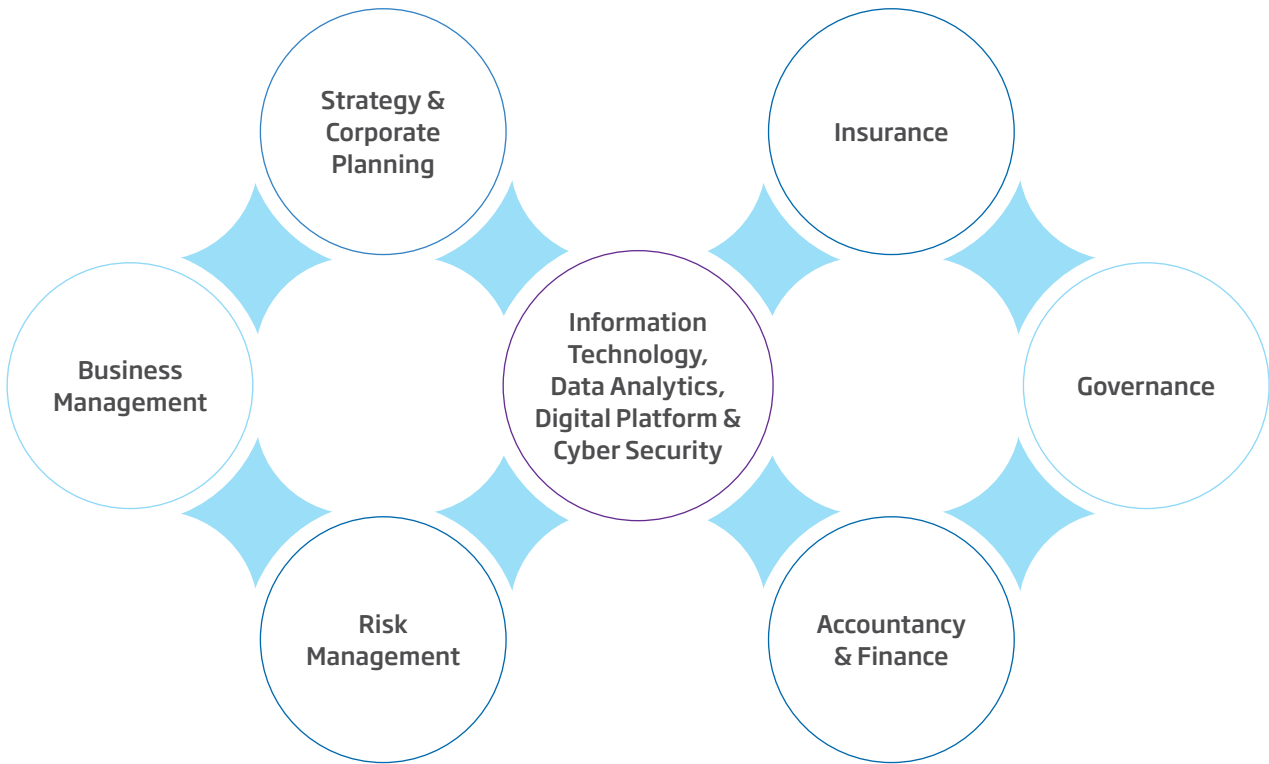 Strategy &
Corporate
Planning
Insurance
Business
Management
Information
Technology,
Data Analytics,
Digital Platform &
Cyber Security
Governance
Risk
Management
Accountancy
& Finance